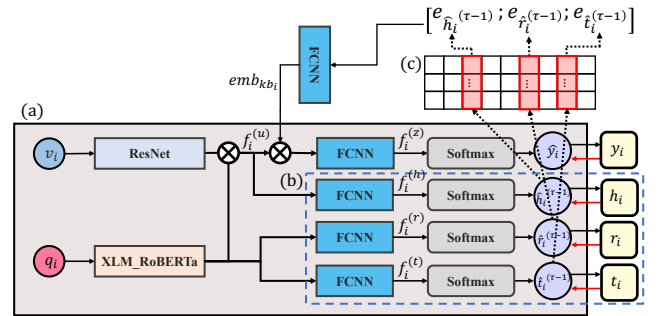 [e_{ĥ_i^{(τ−1)}}; e_{r̂_i^{(τ−1)}}; e_{t̂_i^{(τ−1)}}]
FCNN
(c)
emb_{kb_i}
... ... ...
(a)
v_i ResNet ⊗ f_i^{(u)} ⊗ FCNN f_i^{(z)} Softmax ŷ_i y_i
(b)
FCNN f_i^{(h)} Softmax ĥ_i^{(τ−1)} h_i
FCNN f_i^{(r)} Softmax r̂_i^{(τ−1)} r_i
q_i XLM_RoBERTa
FCNN f_i^{(t)} Softmax t̂_i^{(τ−1)} t_i